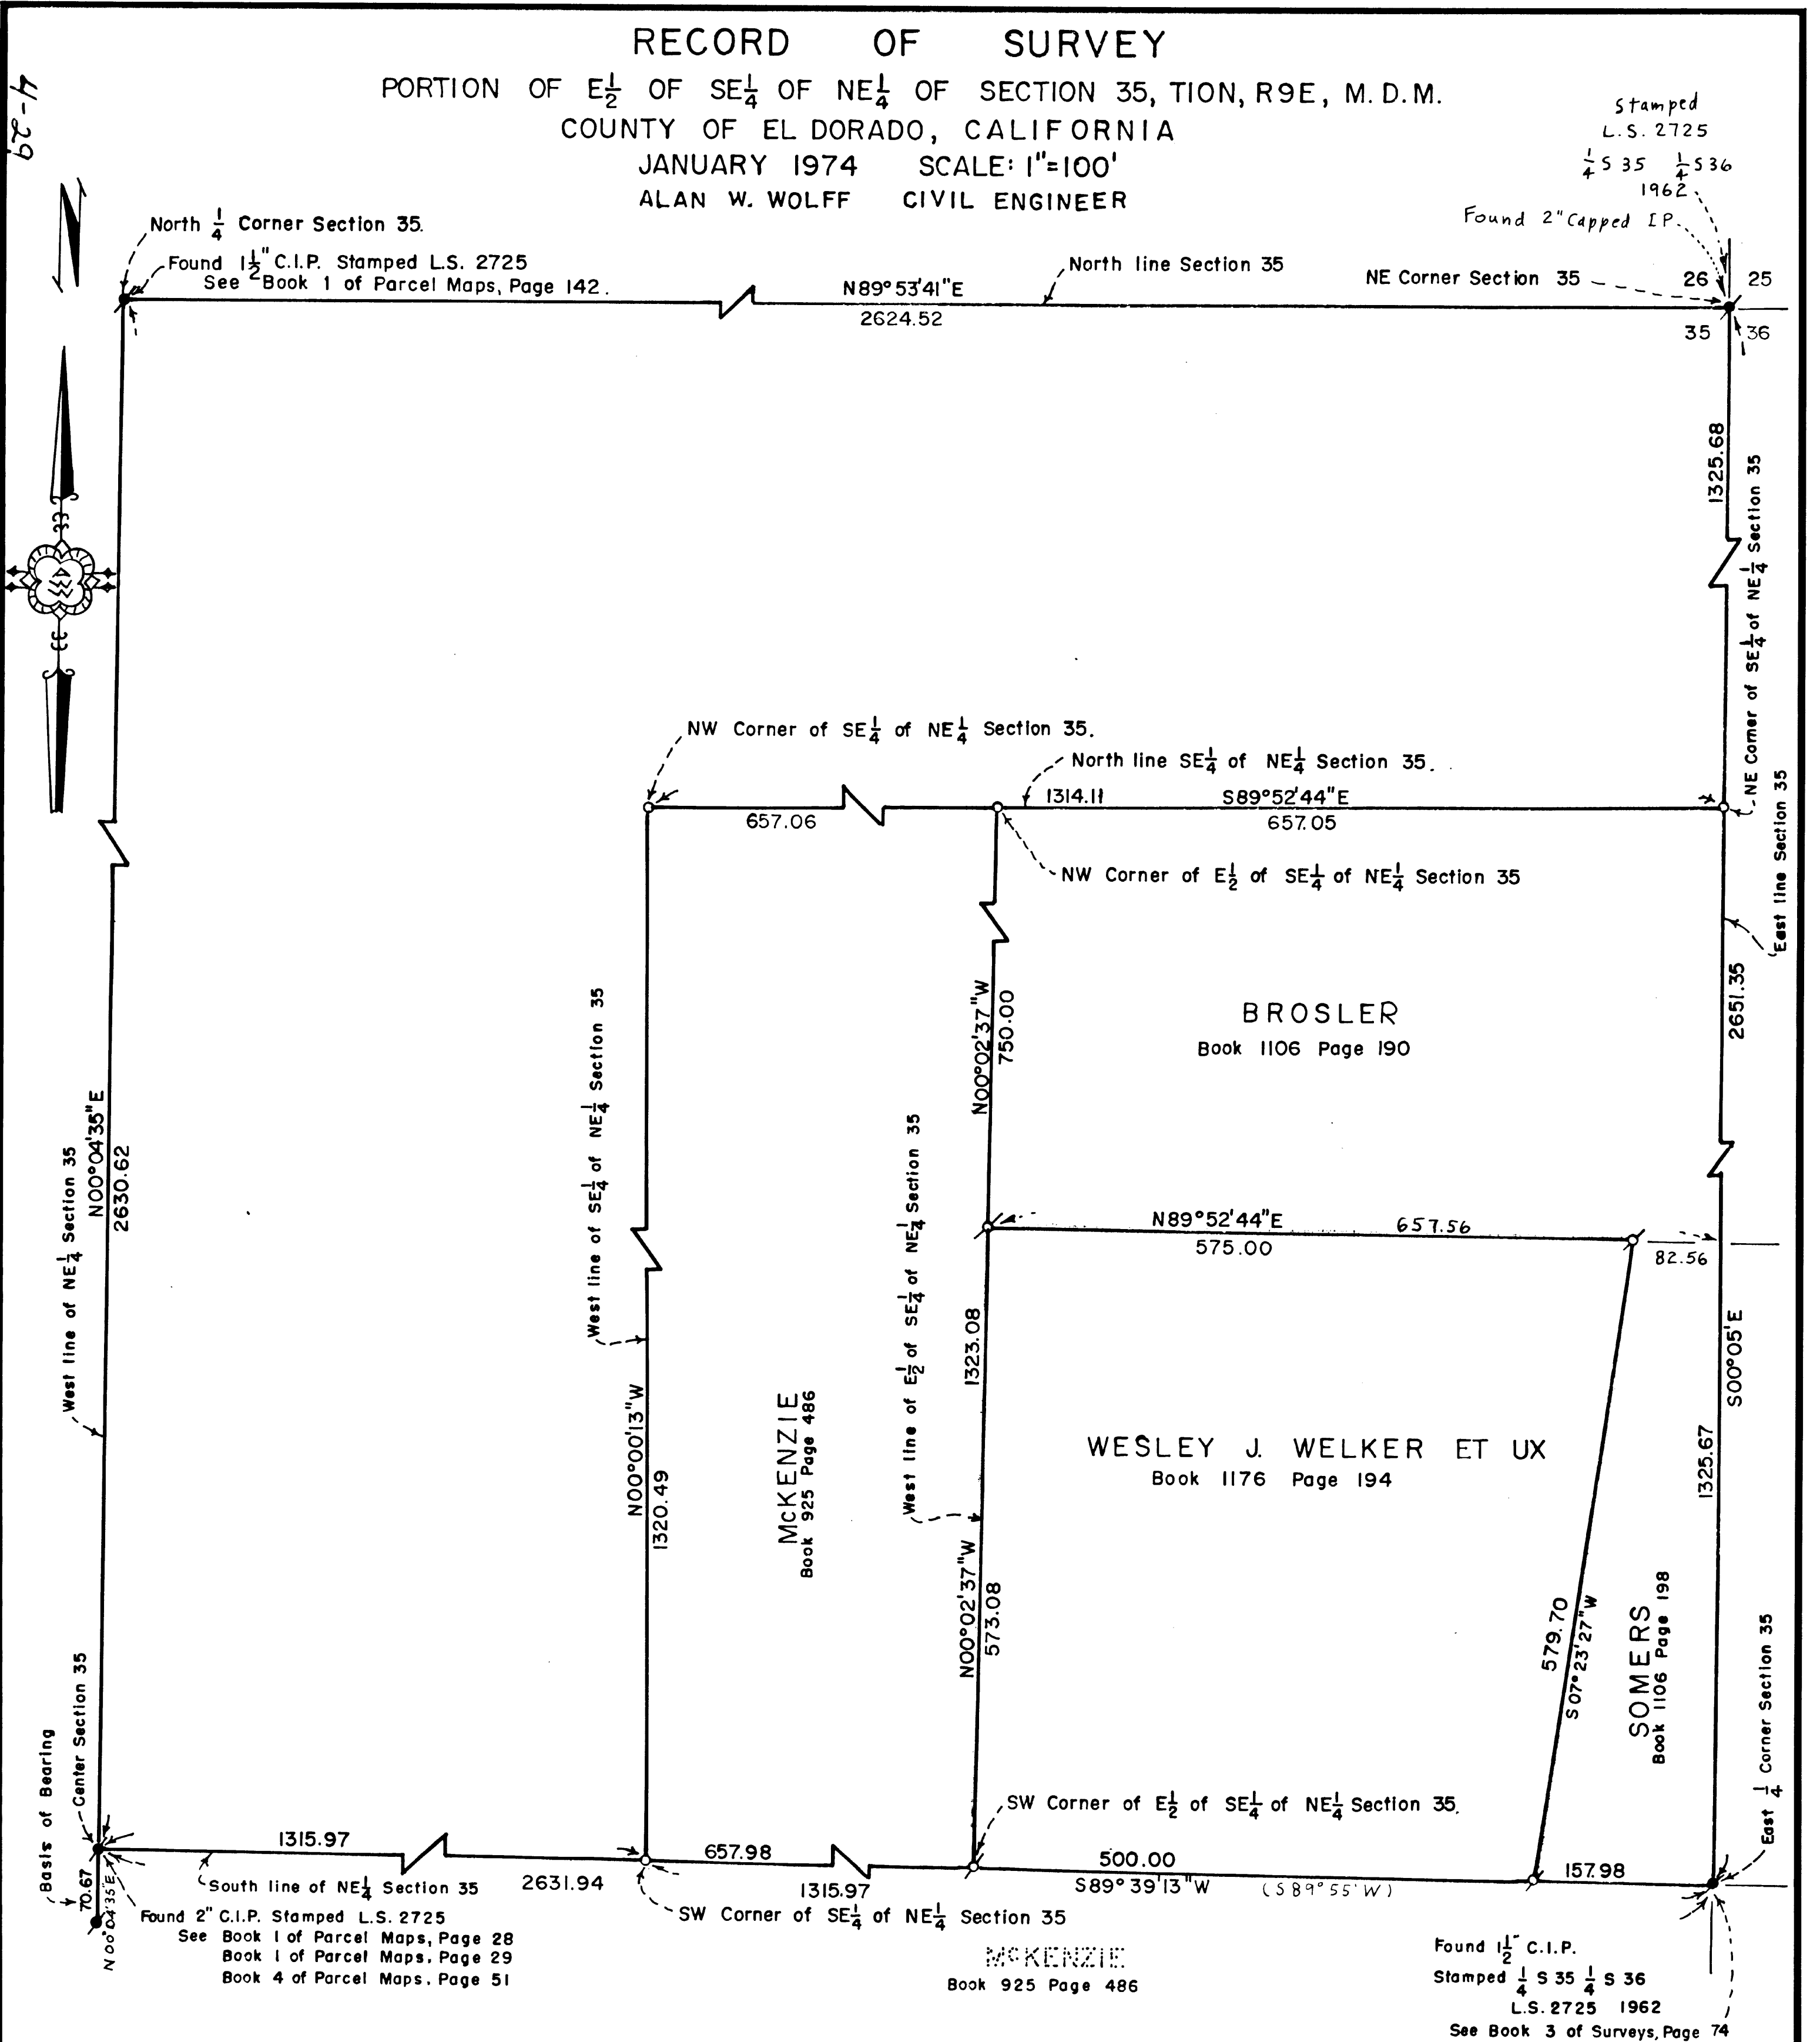 RECORD OF SURVEY
PORTION OF E½ OF SE¼ OF NE¼ OF SECTION 35, T10N, R9E, M.D.M.
COUNTY OF EL DORADO, CALIFORNIA
JANUARY 1974 SCALE: 1"=100'
ALAN W. WOLFF CIVIL ENGINEER
4-29
Stamped
L.S. 2725
¼ S 35 ¼ S 36
1962
Found 2" Capped I.P.
North ¼ Corner Section 35.
Found 1½" C.I.P. Stamped L.S. 2725
See Book 1 of Parcel Maps, Page 142.
N89°53'41"E
2624.52
North line Section 35
NE Corner Section 35
26 25
35 36
1325.68
NE Corner of SE¼ of NE¼ Section 35
AWW
NW Corner of SE¼ of NE¼ Section 35.
North line SE¼ of NE¼ Section 35.
657.06
1314.11 S89°52'44"E
657.05
NW Corner of E½ of SE¼ of NE¼ Section 35
East line Section 35
2651.35
BROSLER
Book 1106 Page 190
N00°02'37"W
750.00
West line of NE¼ Section 35
N00°04'35"E
2630.62
West line of SE¼ of NE¼ Section 35
N00°00'13"W
1320.49
West line of E½ of SE¼ of NE¼ Section 35
N89°52'44"E 657.56
575.00
82.56
1323.08
S00°05'E
1325.67
McKENZIE
Book 925 Page 486
WESLEY J. WELKER ET UX
Book 1176 Page 194
N00°02'37"W
573.08
579.70
S07°23'27"W
SOMERS
Book 1106 Page 198
East ¼ Corner Section 35
Basis of Bearing
Center Section 35
70.67
N00°04'35"E
SW Corner of E½ of SE¼ of NE¼ Section 35.
1315.97
657.98
500.00
157.98
South line of NE¼ Section 35
2631.94
1315.97
S89°39'13"W (S89°55'W)
SW Corner of SE¼ of NE¼ Section 35
Found 2" C.I.P. Stamped L.S. 2725
See Book 1 of Parcel Maps, Page 28
Book 1 of Parcel Maps, Page 29
Book 4 of Parcel Maps, Page 51
McKENZIE
Book 925 Page 486
Found 1½" C.I.P.
Stamped ¼ S 35 ¼ S 36
L.S. 2725 1962
See Book 3 of Surveys, Page 74